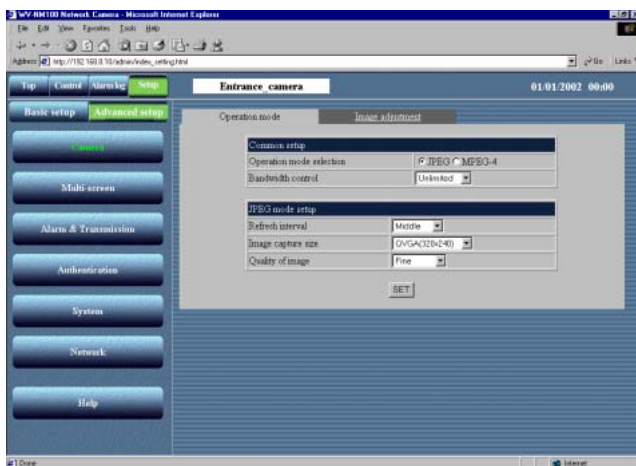 WV-NM100 Network Camera - Microsoft Internet Explorer
File Edit View Favorites Tools Help
Address http://192.168.0.10/admin/index_setting.html Go Links
Top Control Alarm log Setup
Entrance_camera
01/01/2002 00:00
Basic setup Advanced setup
Camera
Multi-screen
Alarm & Transmission
Authentication
System
Network
Help
Operation mode Image adjustment
Common setup
Operation mode selection JPEG MPEG-4
Bandwidth control Unlimited
JPEG mode setup
Refresh interval Middle
Image capture size QVGA(320x240)
Quality of image Fine
SET
Done Internet